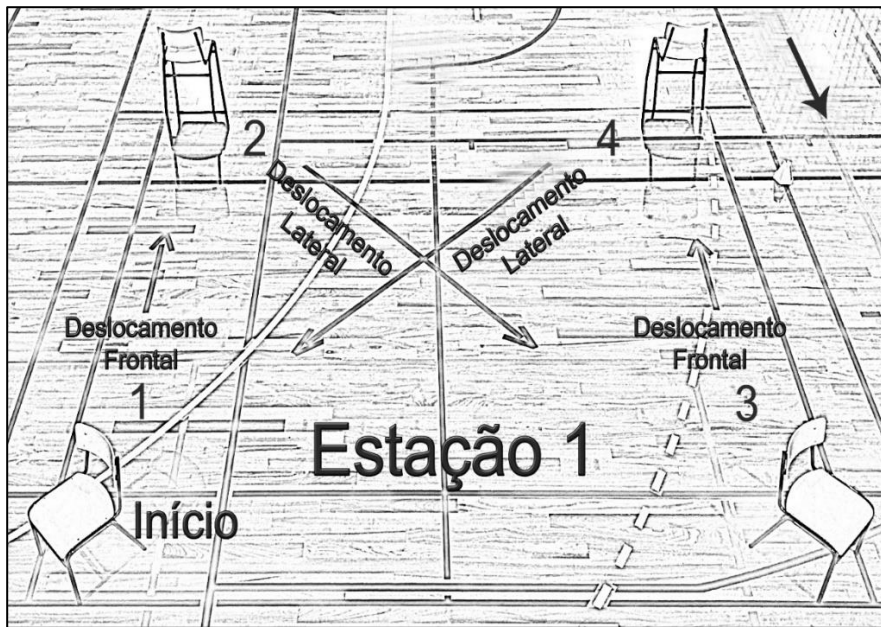 2
4
Deslocamento
Lateral
Deslocamento
Lateral
Deslocamento
Frontal
1
Deslocamento
Frontal
3
Estação 1
Início